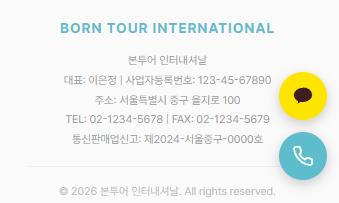 BORN TOUR INTERNATIONAL
본투어 인터내셔날
대표: 이은정 | 사업자등록번호: 123-45-67890
주소: 서울특별시 중구 을지로 100
TEL: 02-1234-5678 | FAX: 02-1234-5679
통신판매업신고: 제2024-서울중구-0000호
© 2026 본투어 인터내셔날. All rights reserved.